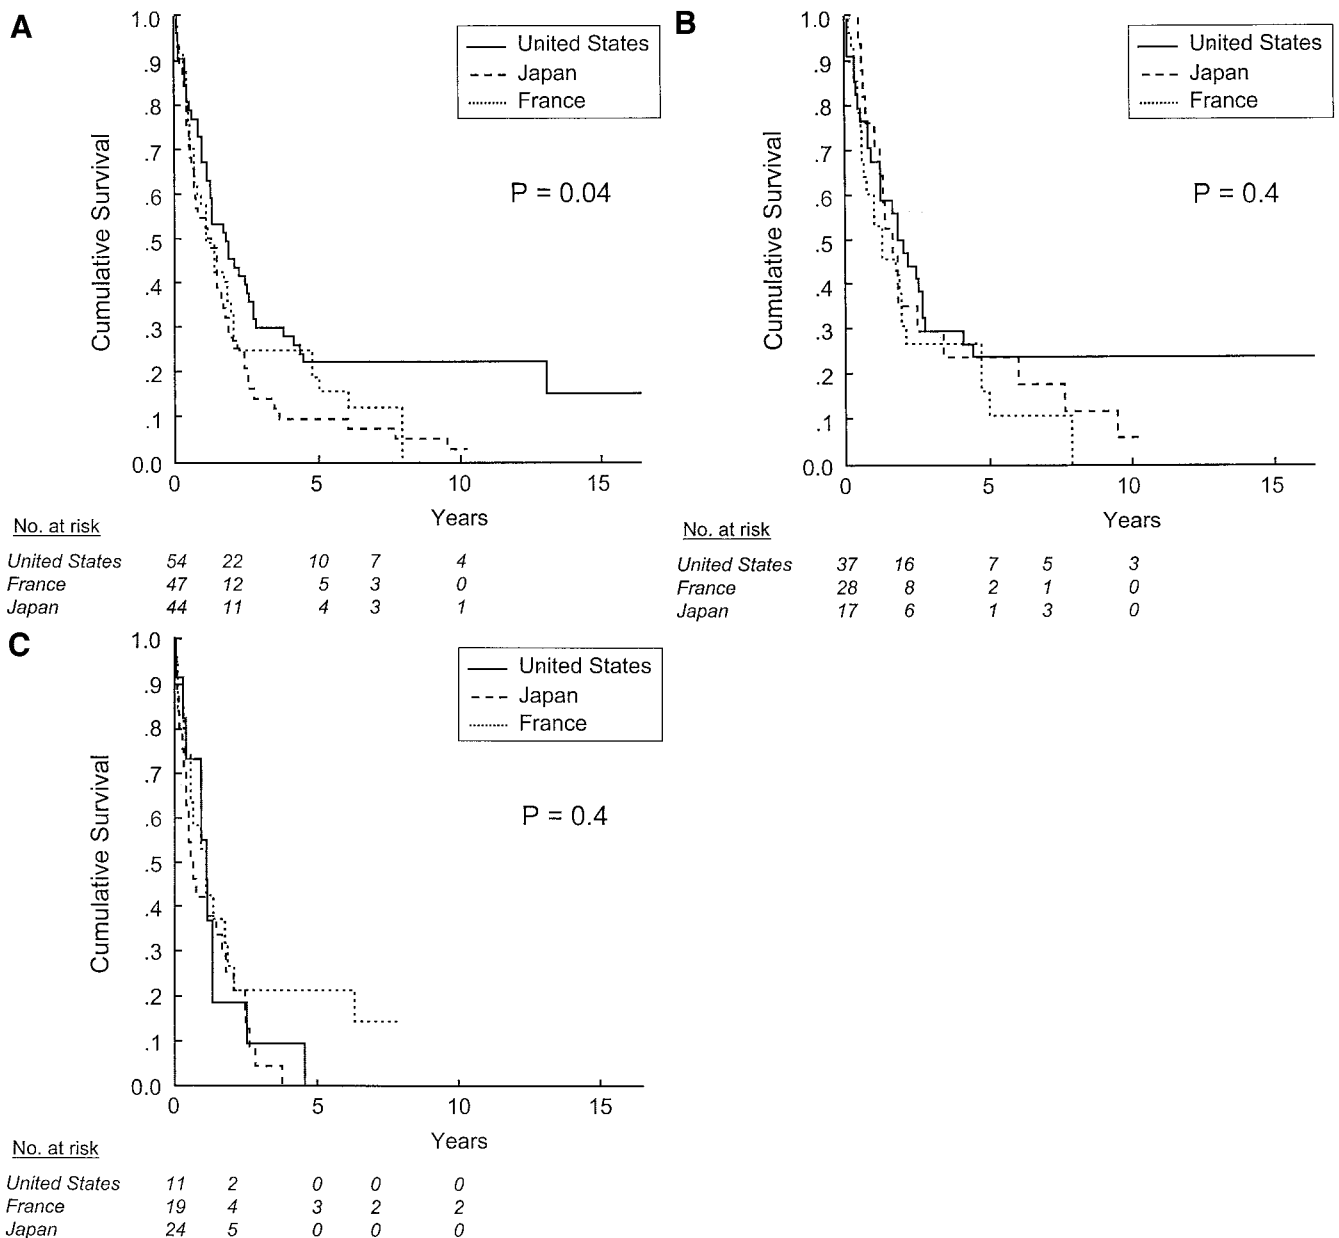 A
1.0
.9
.8
.7
.6
.5
.4
.3
.2
.1
0.0
Cumulative Survival
United States
Japan
France
P = 0.04
0 5 10 15
Years
No. at risk
United States 54 22 10 7 4
France 47 12 5 3 0
Japan 44 11 4 3 1
B
1.0
.9
.8
.7
.6
.5
.4
.3
.2
.1
0.0
Cumulative Survival
United States
Japan
France
P = 0.4
0 5 10 15
Years
No. at risk
United States 37 16 7 5 3
France 28 8 2 1 0
Japan 17 6 1 3 0
C
1.0
.9
.8
.7
.6
.5
.4
.3
.2
.1
0.0
Cumulative Survival
United States
Japan
France
P = 0.4
0 5 10 15
Years
No. at risk
United States 11 2 0 0 0
France 19 4 3 2 2
Japan 24 5 0 0 0